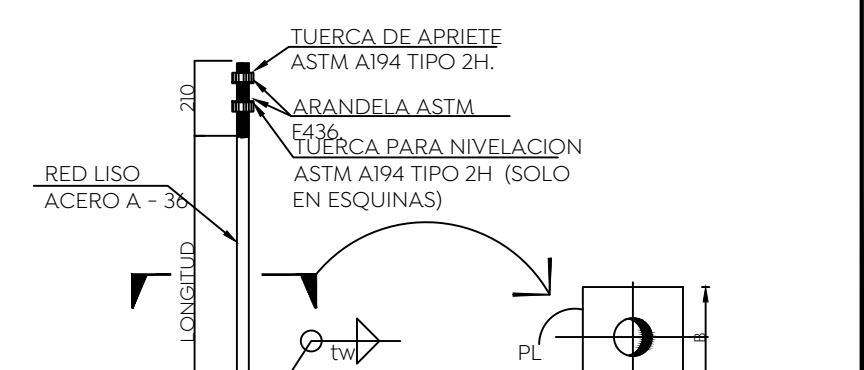 TUERCA DE APRIETE
ASTM A194 TIPO 2H.
210
ARANDELA ASTM
F436.
TUERCA PARA NIVELACION
ASTM A194 TIPO 2H (SOLO
EN ESQUINAS)
RED LISO
ACERO A - 36
LONGITUD
tw
PL
B